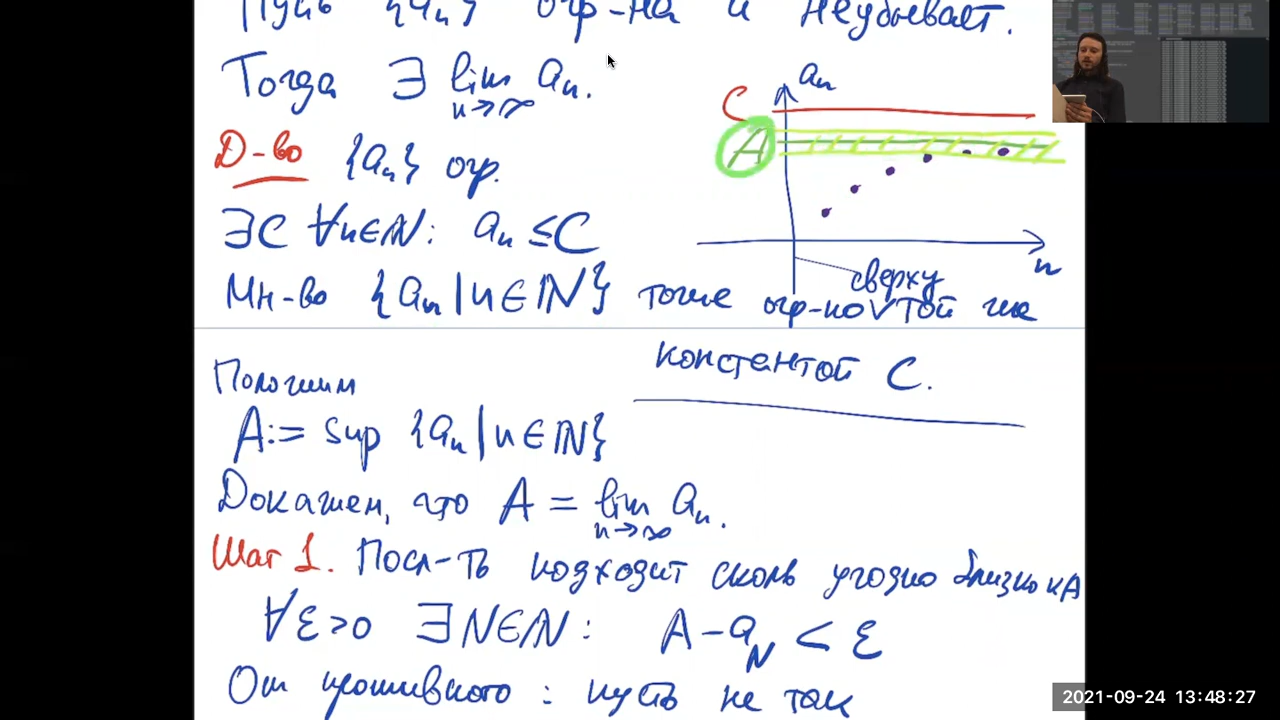 Пусть {aₙ} огр-на и неубывает.
Тогда ∃ lim aₙ.
n→∞
Д-во {aₙ} огр.
∃C ∀n∈ℕ: aₙ ≤ C
Мн-во {aₙ | n∈ℕ} тоже огр-но ∨ той же
сверху
константой C.
aₙ
C
A
n
Положим
A := sup {aₙ | n∈ℕ}
Докажем, что A = lim aₙ.
n→∞
Шаг 1. Посл-ть подходит сколь угодно близко к A
∀ε>0 ∃N∈ℕ: A - a_N < ε
От противного: пусть не так
2021-09-24 13:48:27